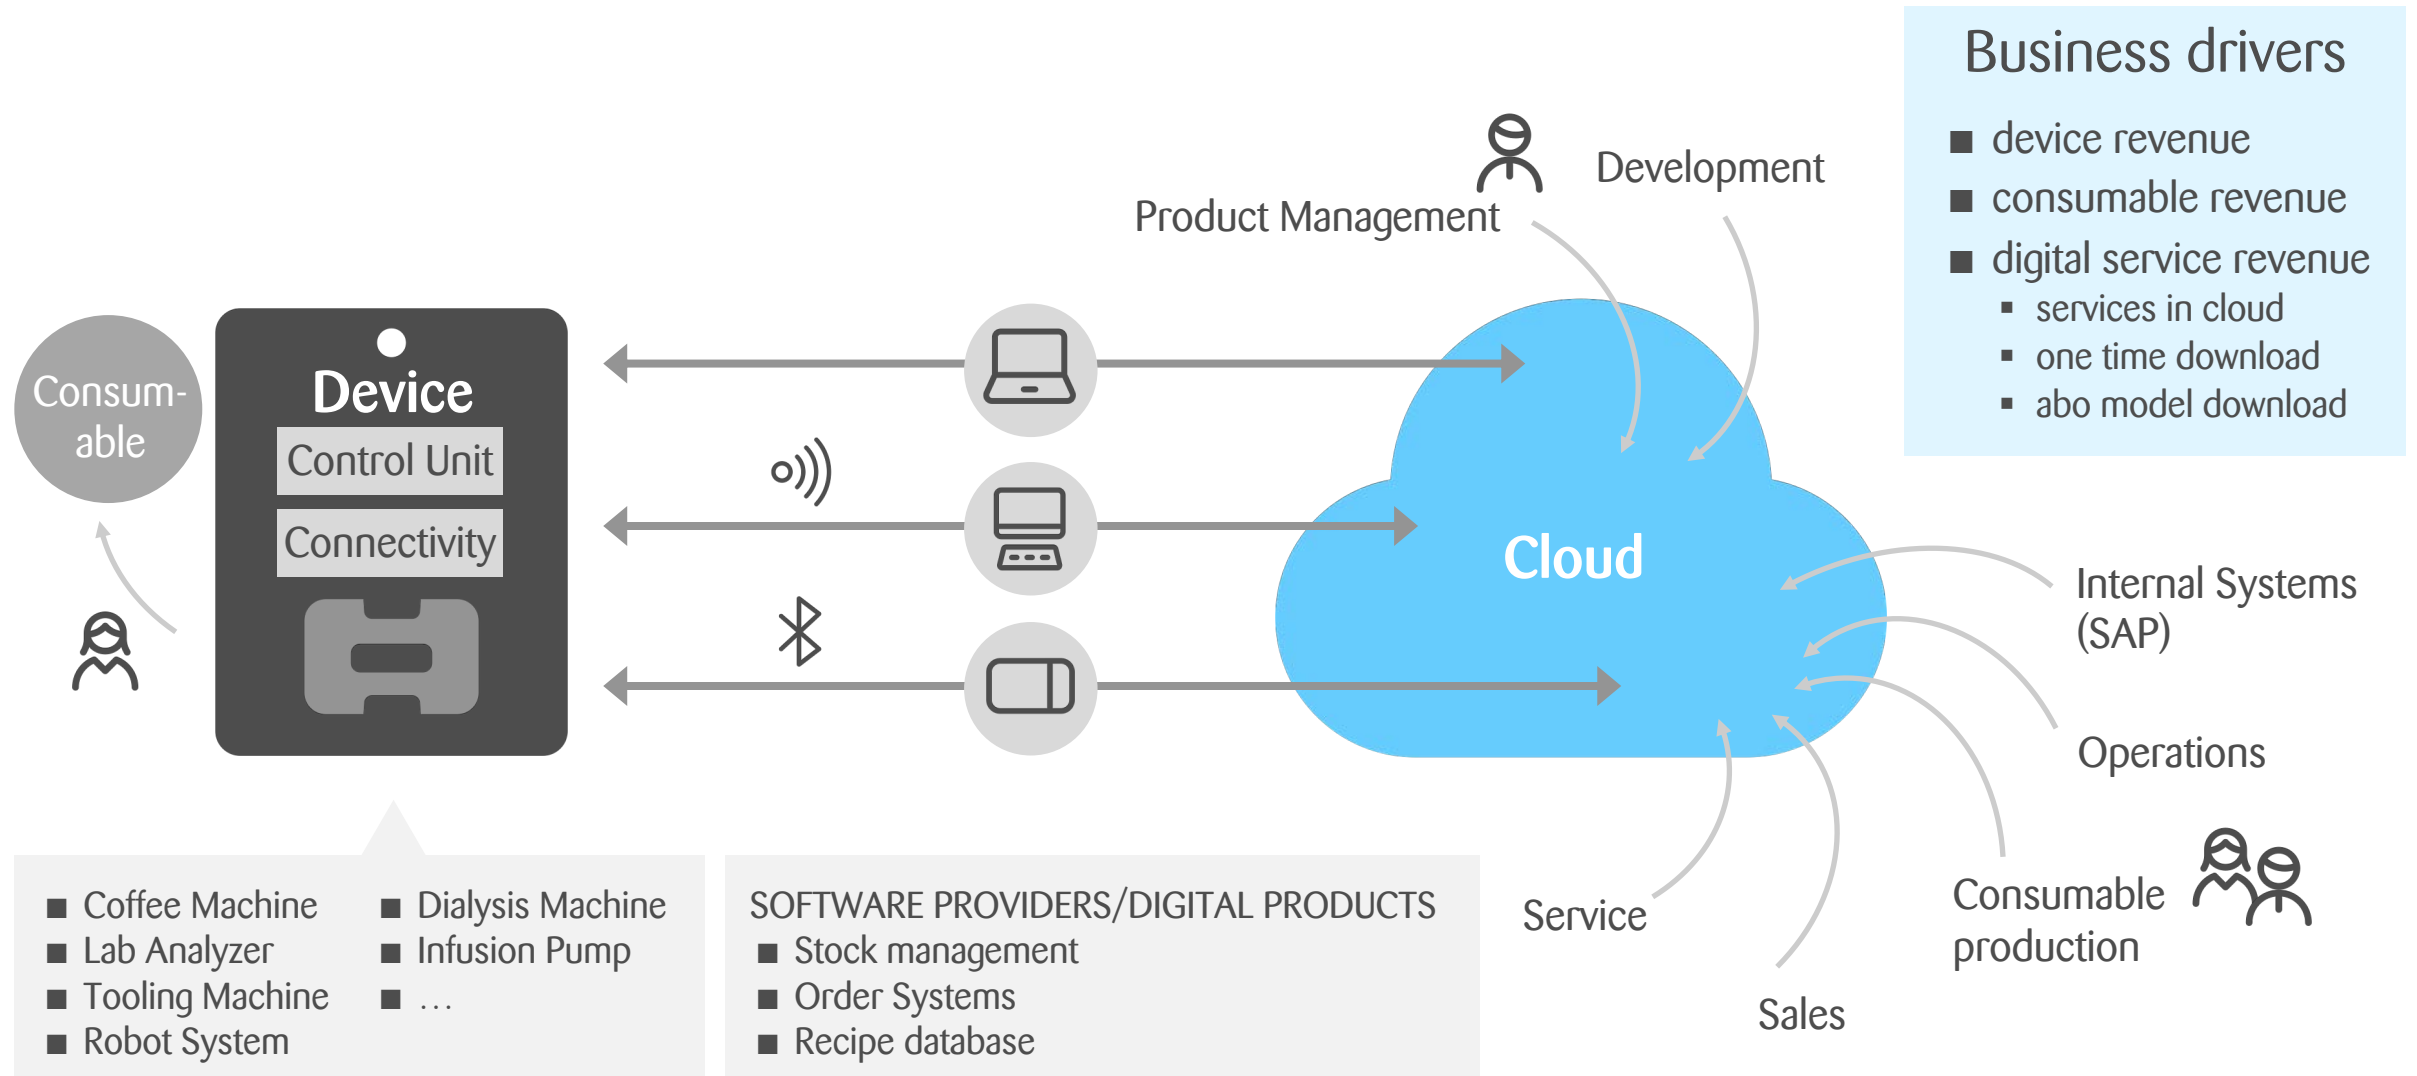 Business drivers
■ device revenue
■ consumable revenue
■ digital service revenue
▪ services in cloud
▪ one time download
▪ abo model download
Development
Product Management
Consum-
able
Device
Control Unit
Connectivity
Cloud
Internal Systems
(SAP)
Operations
Consumable
production
Service
Sales
■ Coffee Machine
■ Lab Analyzer
■ Tooling Machine
■ Robot System
■ Dialysis Machine
■ Infusion Pump
■ ...
SOFTWARE PROVIDERS/DIGITAL PRODUCTS
■ Stock management
■ Order Systems
■ Recipe database